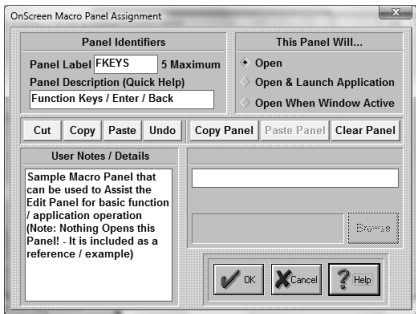 OnScreen Macro Panel Assignment
Panel Identifiers
Panel Label FKEYS 5 Maximum
Panel Description (Quick Help)
Function Keys / Enter / Back
This Panel Will...
Open
Open & Launch Application
Open When Window Active
Cut Copy Paste Undo Copy Panel Paste Panel Clear Panel
User Notes / Details
Sample Macro Panel that
can be used to Assist the
Edit Panel for basic function
/ application operation
(Note: Nothing Opens this
Panel! - It is included as a
reference / example)
Browse
OK Cancel Help